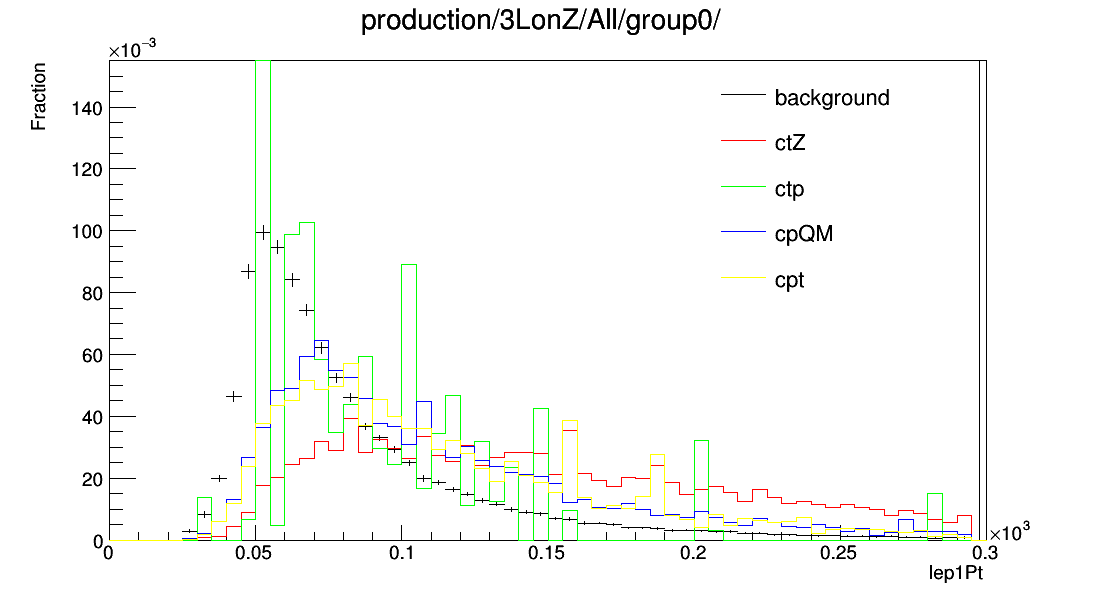 production/3LonZ/All/group0/
×10⁻³
Fraction
140
120
100
80
60
40
20
0
background
ctZ
ctp
cpQM
cpt
0 0.05 0.1 0.15 0.2 0.25 0.3
×10³
lep1Pt